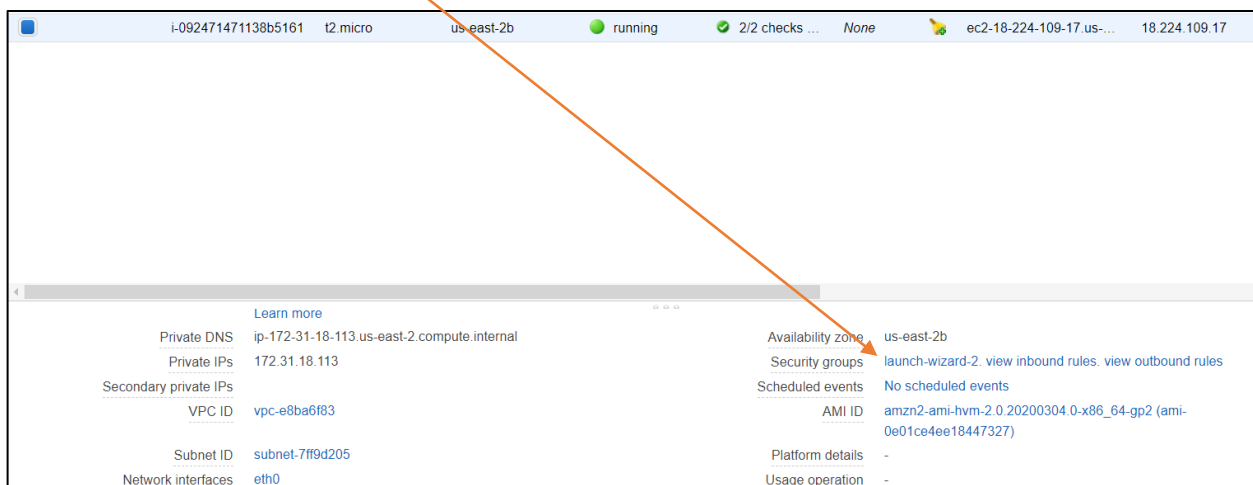 i-092471471138b5161 t2.micro us-east-2b running 2/2 checks ... None ec2-18-224-109-17.us-... 18.224.109.17
Learn more
Private DNS ip-172-31-18-113.us-east-2.compute.internal
Private IPs 172.31.18.113
Secondary private IPs
VPC ID vpc-e8ba6f83
Subnet ID subnet-7ff9d205
Network interfaces eth0
Availability zone us-east-2b
Security groups launch-wizard-2. view inbound rules. view outbound rules
Scheduled events No scheduled events
AMI ID amzn2-ami-hvm-2.0.20200304.0-x86_64-gp2 (ami-
0e01ce4ee18447327)
Platform details -
Usage operation -